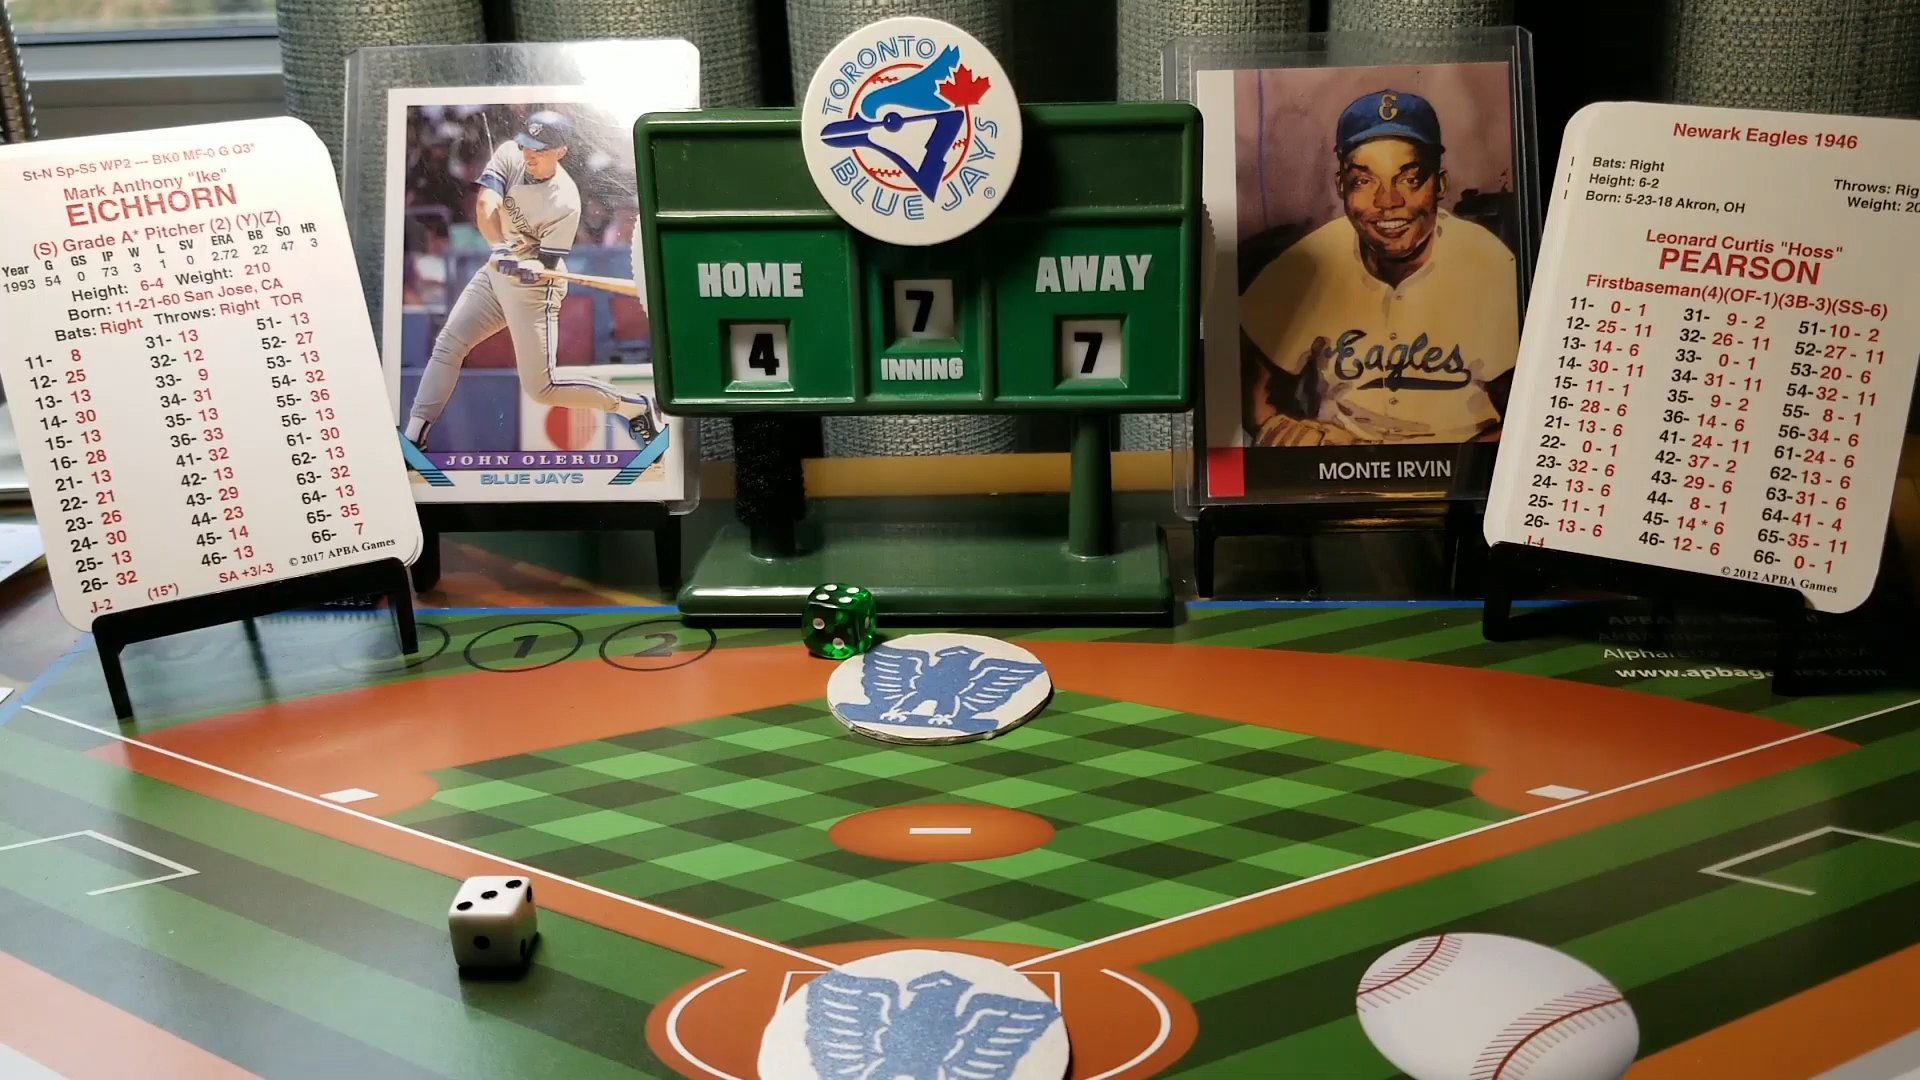 St-N Sp-S5 WP2 — BK0 MF-0 G Q3*
Mark Anthony "Ike"
EICHHORN
(S) Grade A* Pitcher (2) (Y)(Z)
Year G GS IP W L SV ERA BB SO HR
1993 54 0 73 3 1 0 2.72 22 47 3
Height: 6-4 Weight: 210
Born: 11-21-60 San Jose, CA
Bats: Right Throws: Right TOR
11- 8 31- 13 51- 13
12- 25 32- 12 52- 27
13- 13 33- 9 53- 13
14- 30 34- 31 54- 32
15- 13 35- 13 55- 36
16- 28 36- 33 56- 13
21- 13 41- 32 61- 30
22- 21 42- 13 62- 13
23- 26 43- 29 63- 32
24- 30 44- 23 64- 13
25- 13 45- 14 65- 35
26- 32 46- 13 66- 7
J-2 (15*) SA +3/-3 © 2017 APBA Games
JOHN OLERUD
BLUE JAYS
TORONTO
BLUE JAYS ®
HOME
4
7
INNING
AWAY
7
Eagles
MONTE IRVIN
Newark Eagles 1946
Bats: Right
Height: 6-2
Born: 5-23-18 Akron, OH
Leonard Curtis "Hoss"
PEARSON
Firstbaseman(4)(OF-1)(3B-3)(SS-6)
11- 0 - 1 31- 9 - 2 51-10 - 2
12- 25 - 11 32- 26 - 11 52-27 - 11
13- 14 - 6 33- 0 - 1 53-20 - 6
14- 30 - 11 34- 31 - 11 54-32 - 11
15- 11 - 1 35- 9 - 2 55- 8 - 1
16- 28 - 6 36- 14 - 6 56-34 - 6
21- 13 - 6 41- 24 - 11 61-24 - 6
22- 0 - 1 42- 37 - 2 62-13 - 6
23- 32 - 6 43- 29 - 6 63-31 - 6
24- 13 - 6 44- 8 - 1 64-41 - 4
25- 11 - 1 45- 14 * 6 65-35 - 11
26- 13 - 6 46- 12 - 6 66- 0 - 1
J-4 © 2012 APBA Games
1 2
E